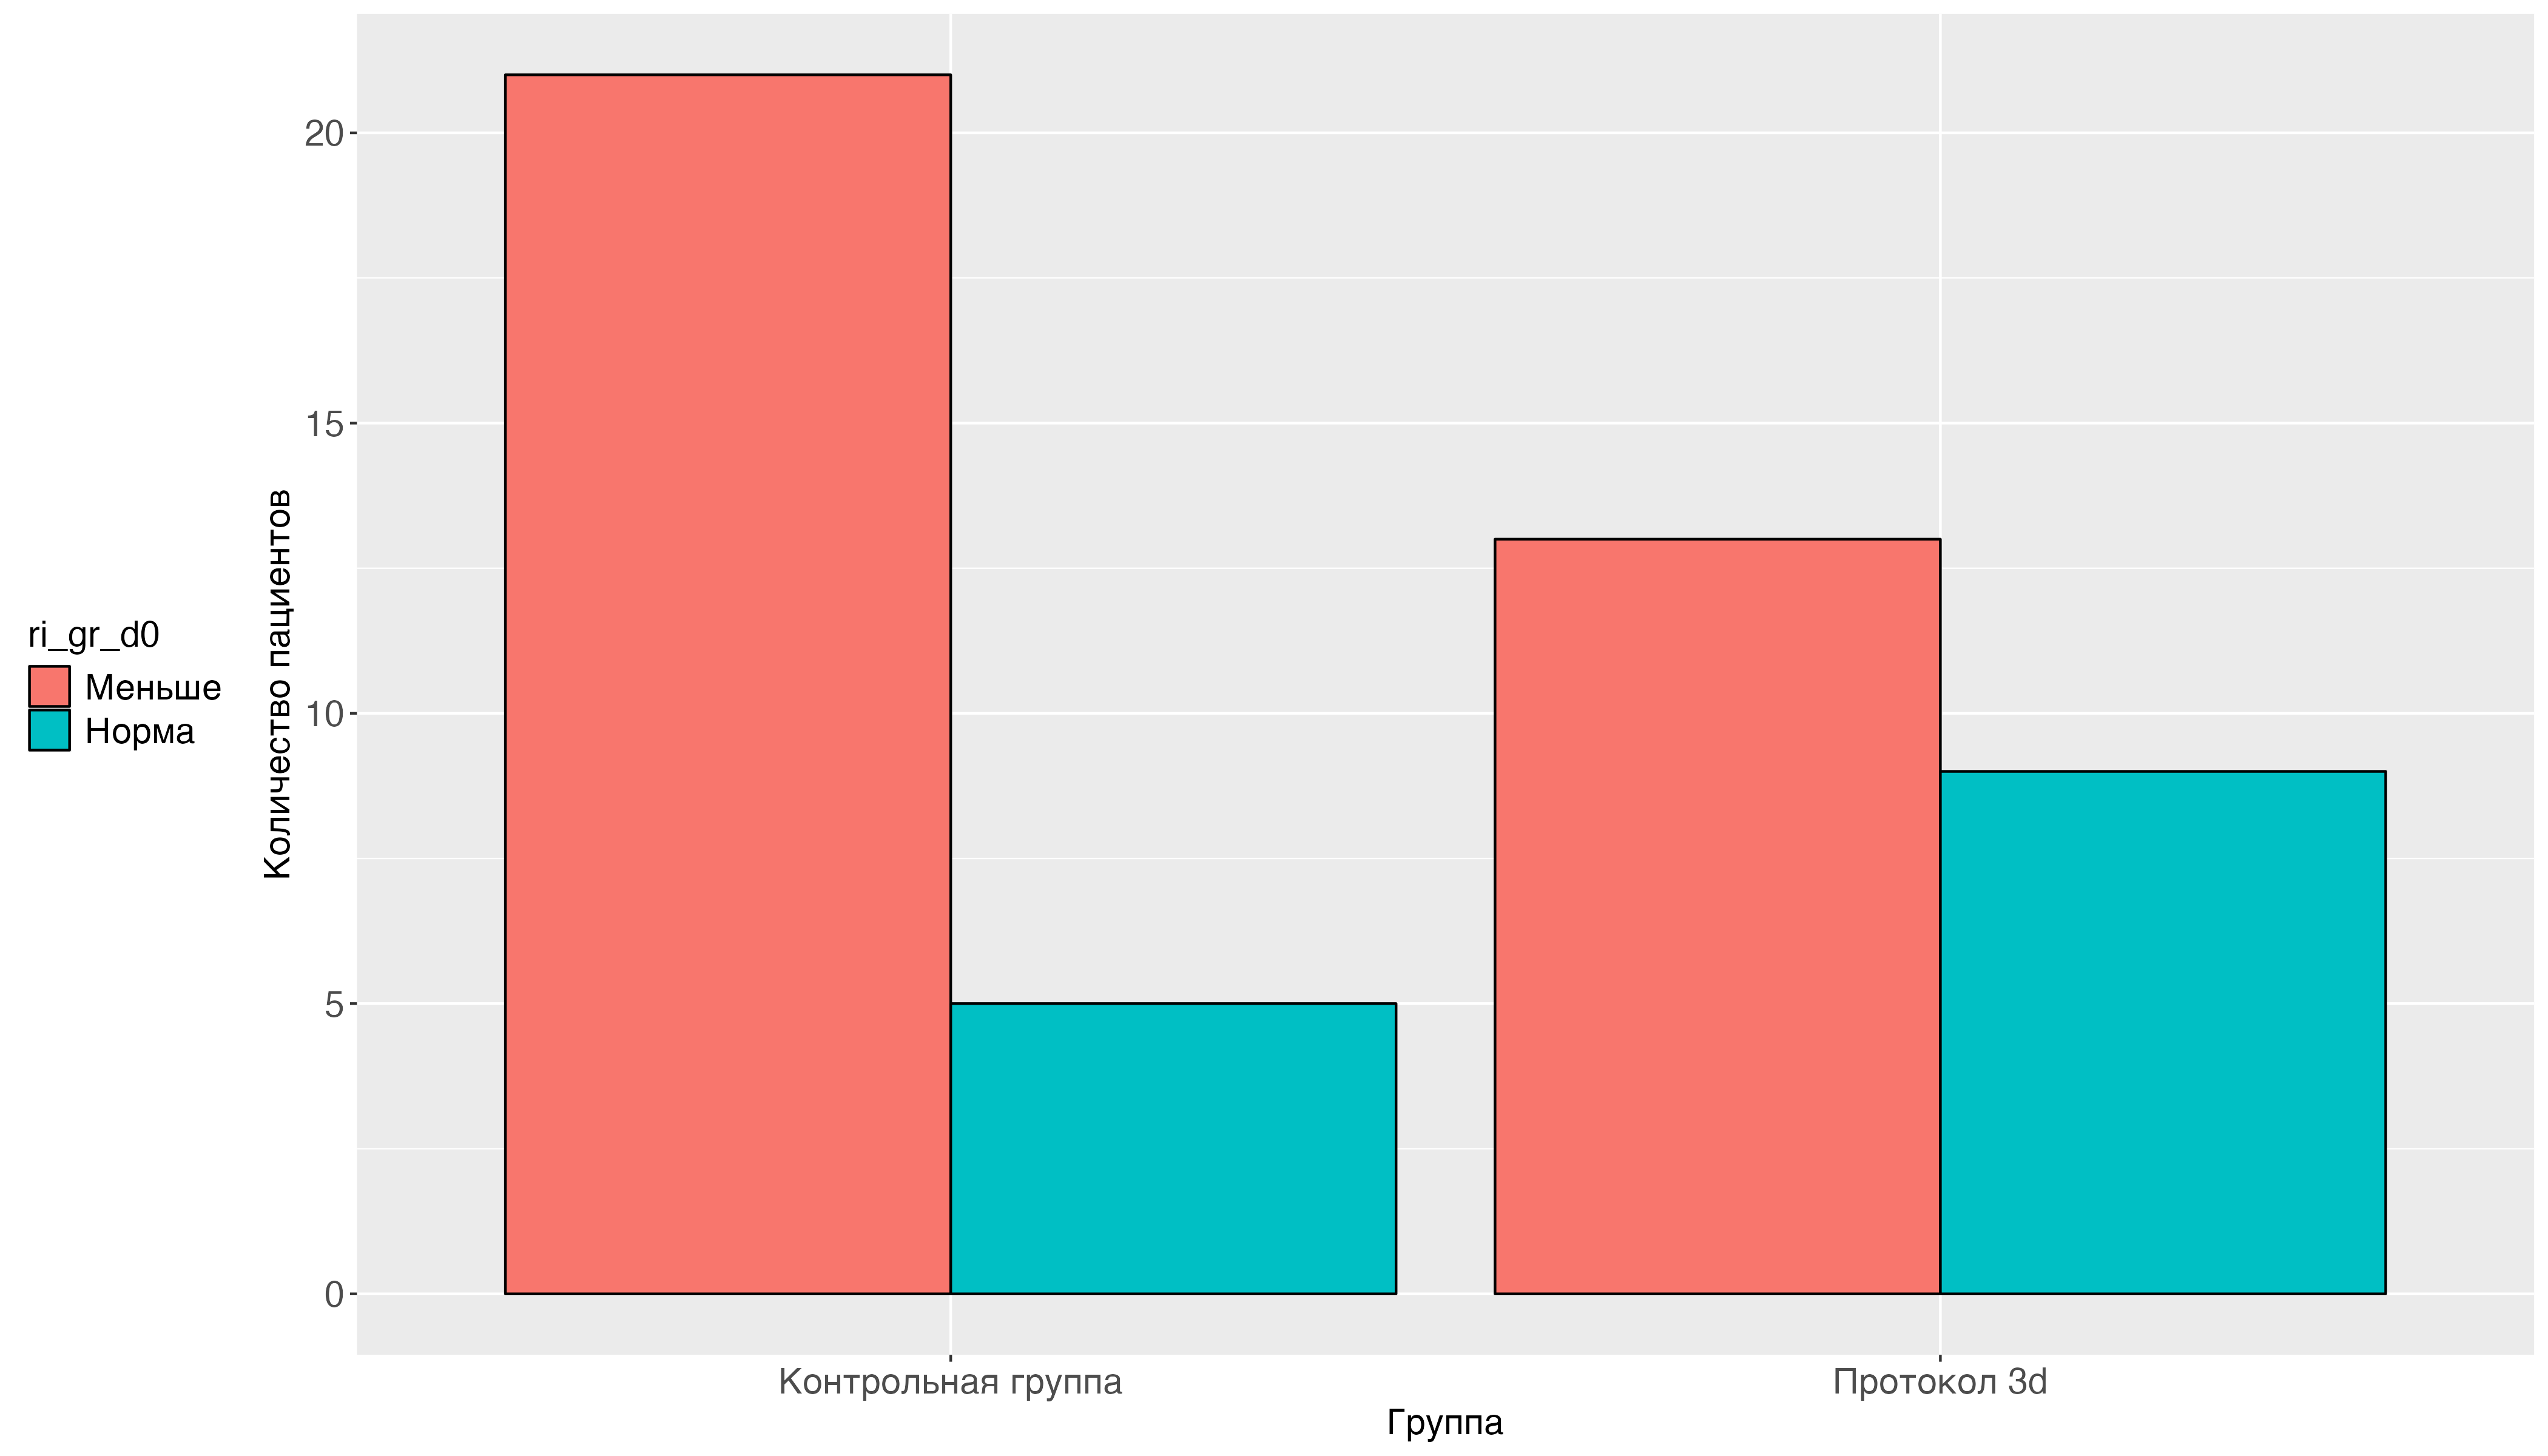 ri_gr_d0
Меньше
Норма
Количество пациентов
20
15
10
5
0
Контрольная группа
Протокол 3d
Группа